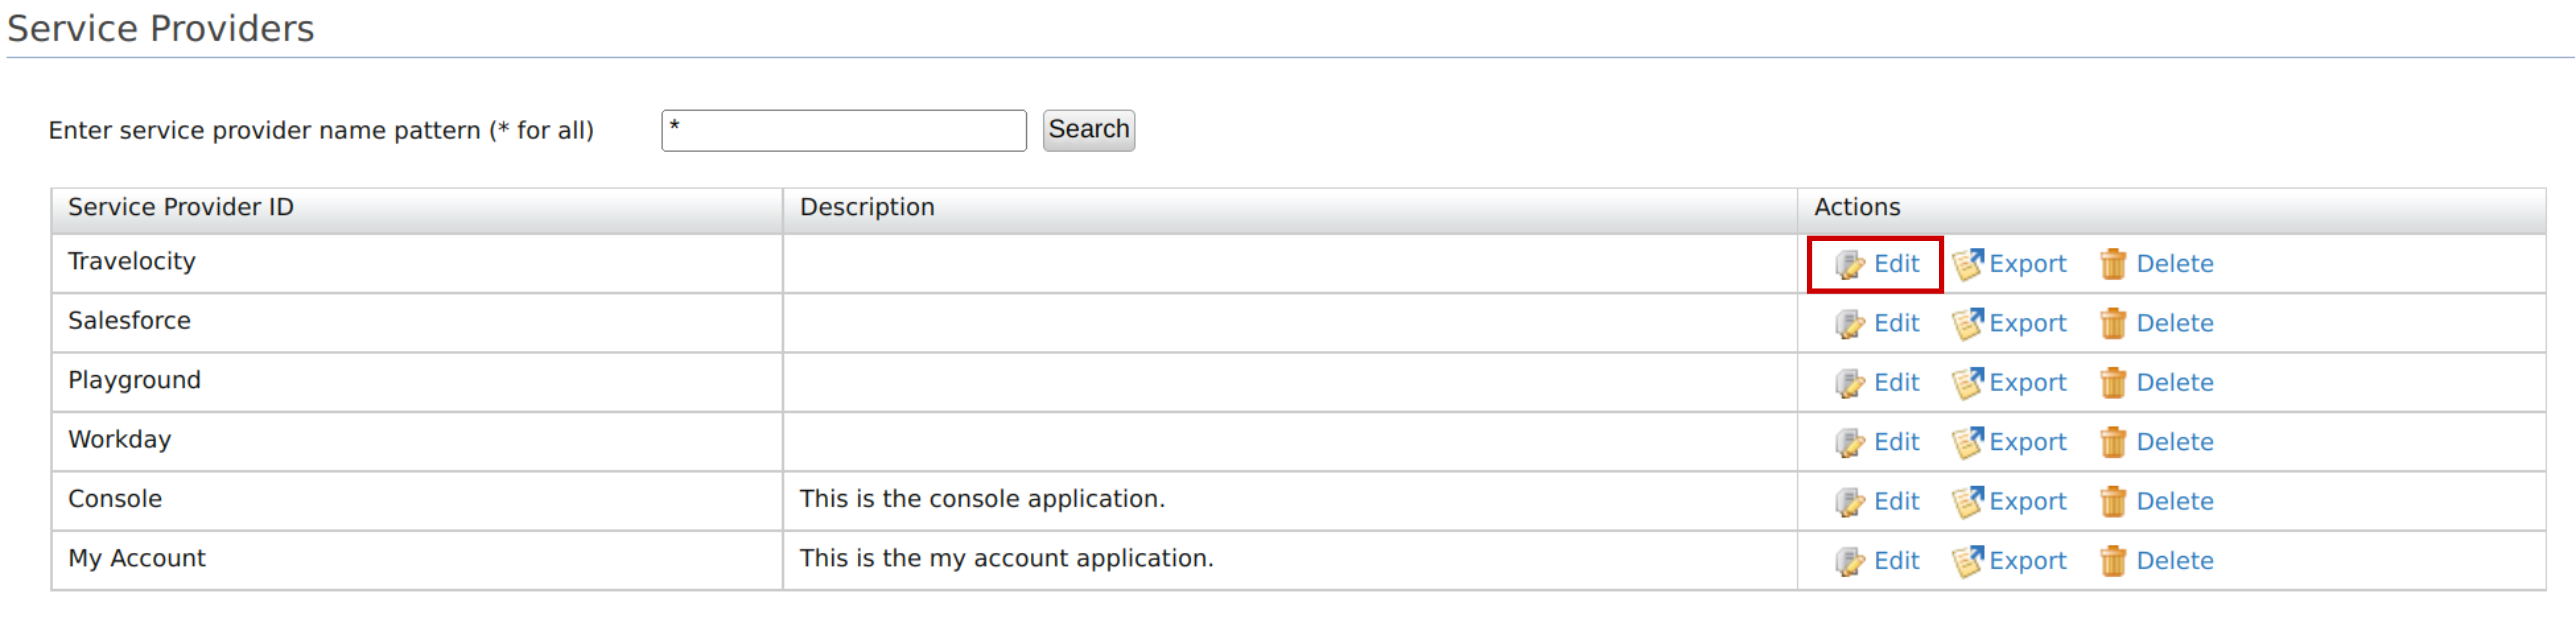 Service Providers
Enter service provider name pattern (* for all) * Search
Service Provider ID Description Actions
Travelocity Edit Export Delete
Salesforce Edit Export Delete
Playground Edit Export Delete
Workday Edit Export Delete
Console This is the console application. Edit Export Delete
My Account This is the my account application. Edit Export Delete